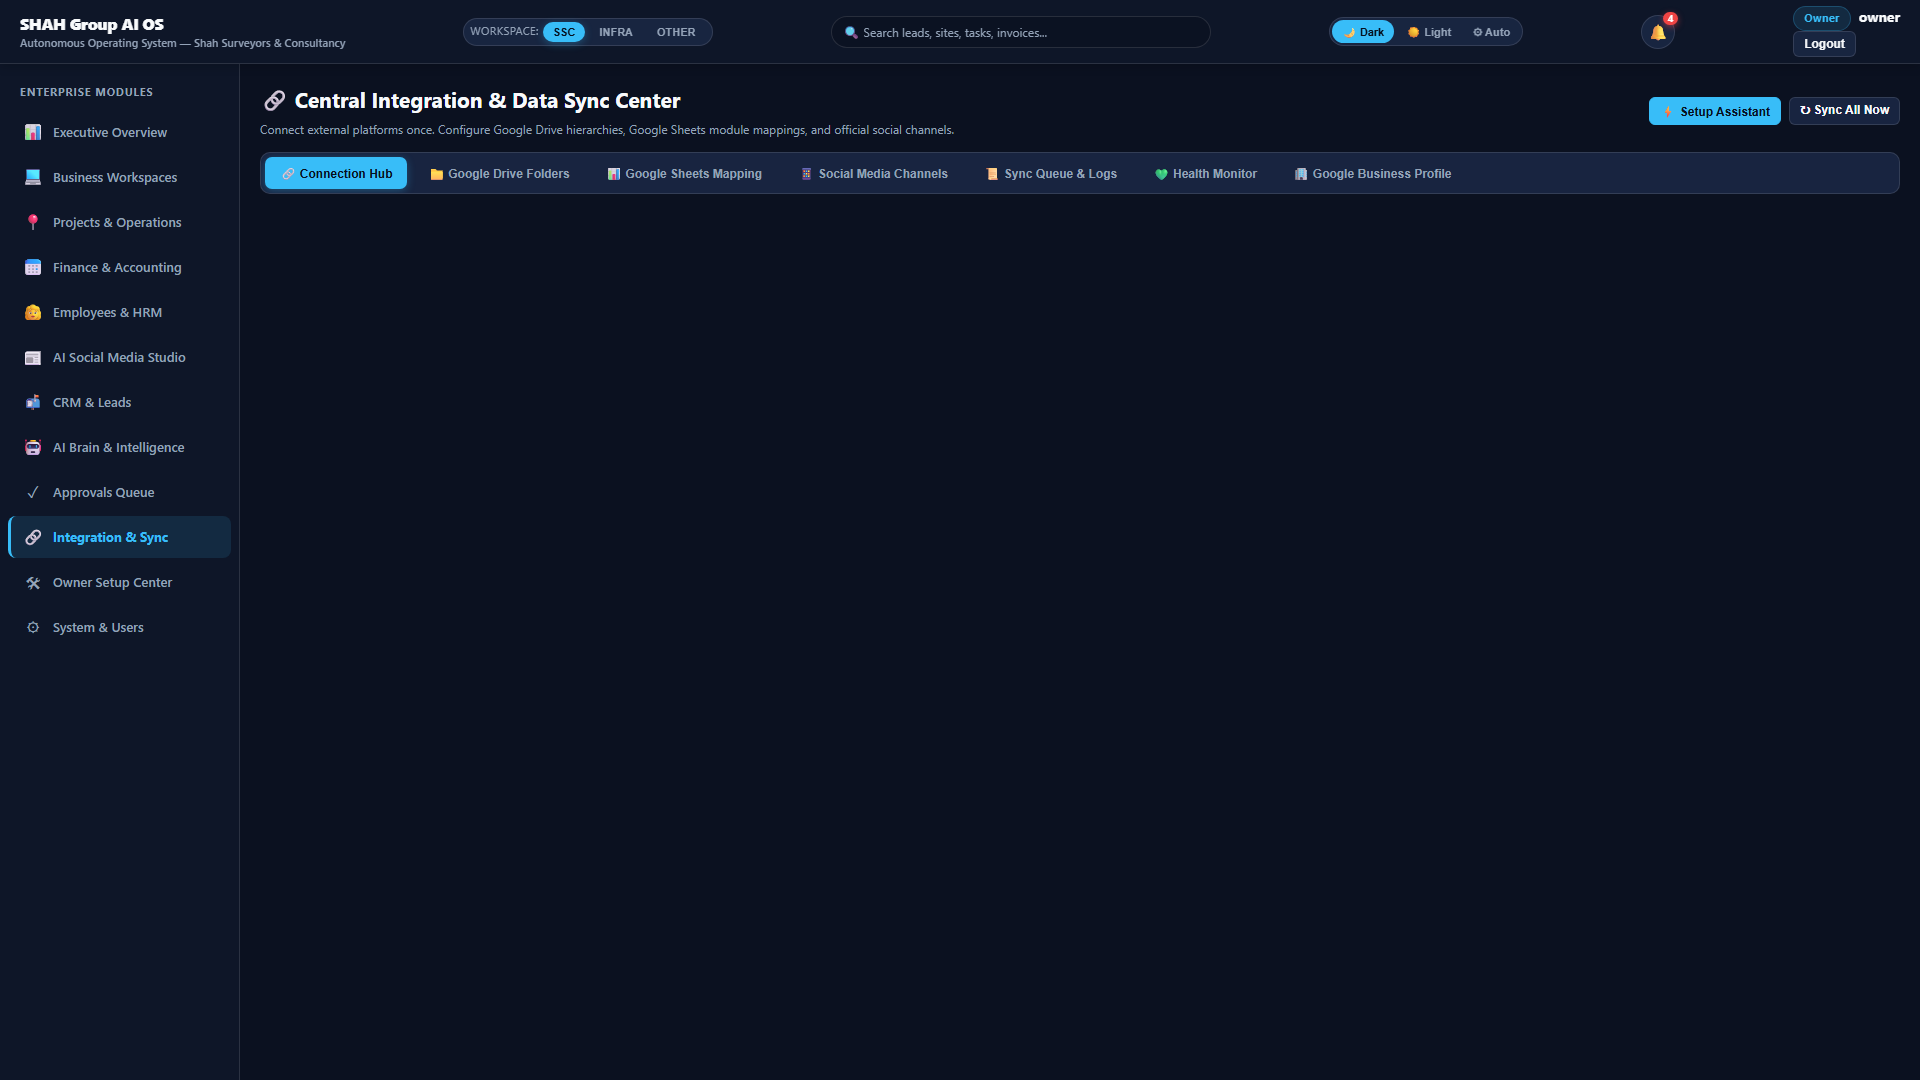 SHAH Group AI OS
Autonomous Operating System — Shah Surveyors & Consultancy
WORKSPACE: SSC INFRA OTHER
Search leads, sites, tasks, invoices...
Dark Light Auto
4
Owner owner
Logout
ENTERPRISE MODULES
Executive Overview
Business Workspaces
Projects & Operations
Finance & Accounting
Employees & HRM
AI Social Media Studio
CRM & Leads
AI Brain & Intelligence
Approvals Queue
Integration & Sync
Owner Setup Center
System & Users
Central Integration & Data Sync Center
Connect external platforms once. Configure Google Drive hierarchies, Google Sheets module mappings, and official social channels.
Setup Assistant
Sync All Now
Connection Hub
Google Drive Folders
Google Sheets Mapping
Social Media Channels
Sync Queue & Logs
Health Monitor
Google Business Profile